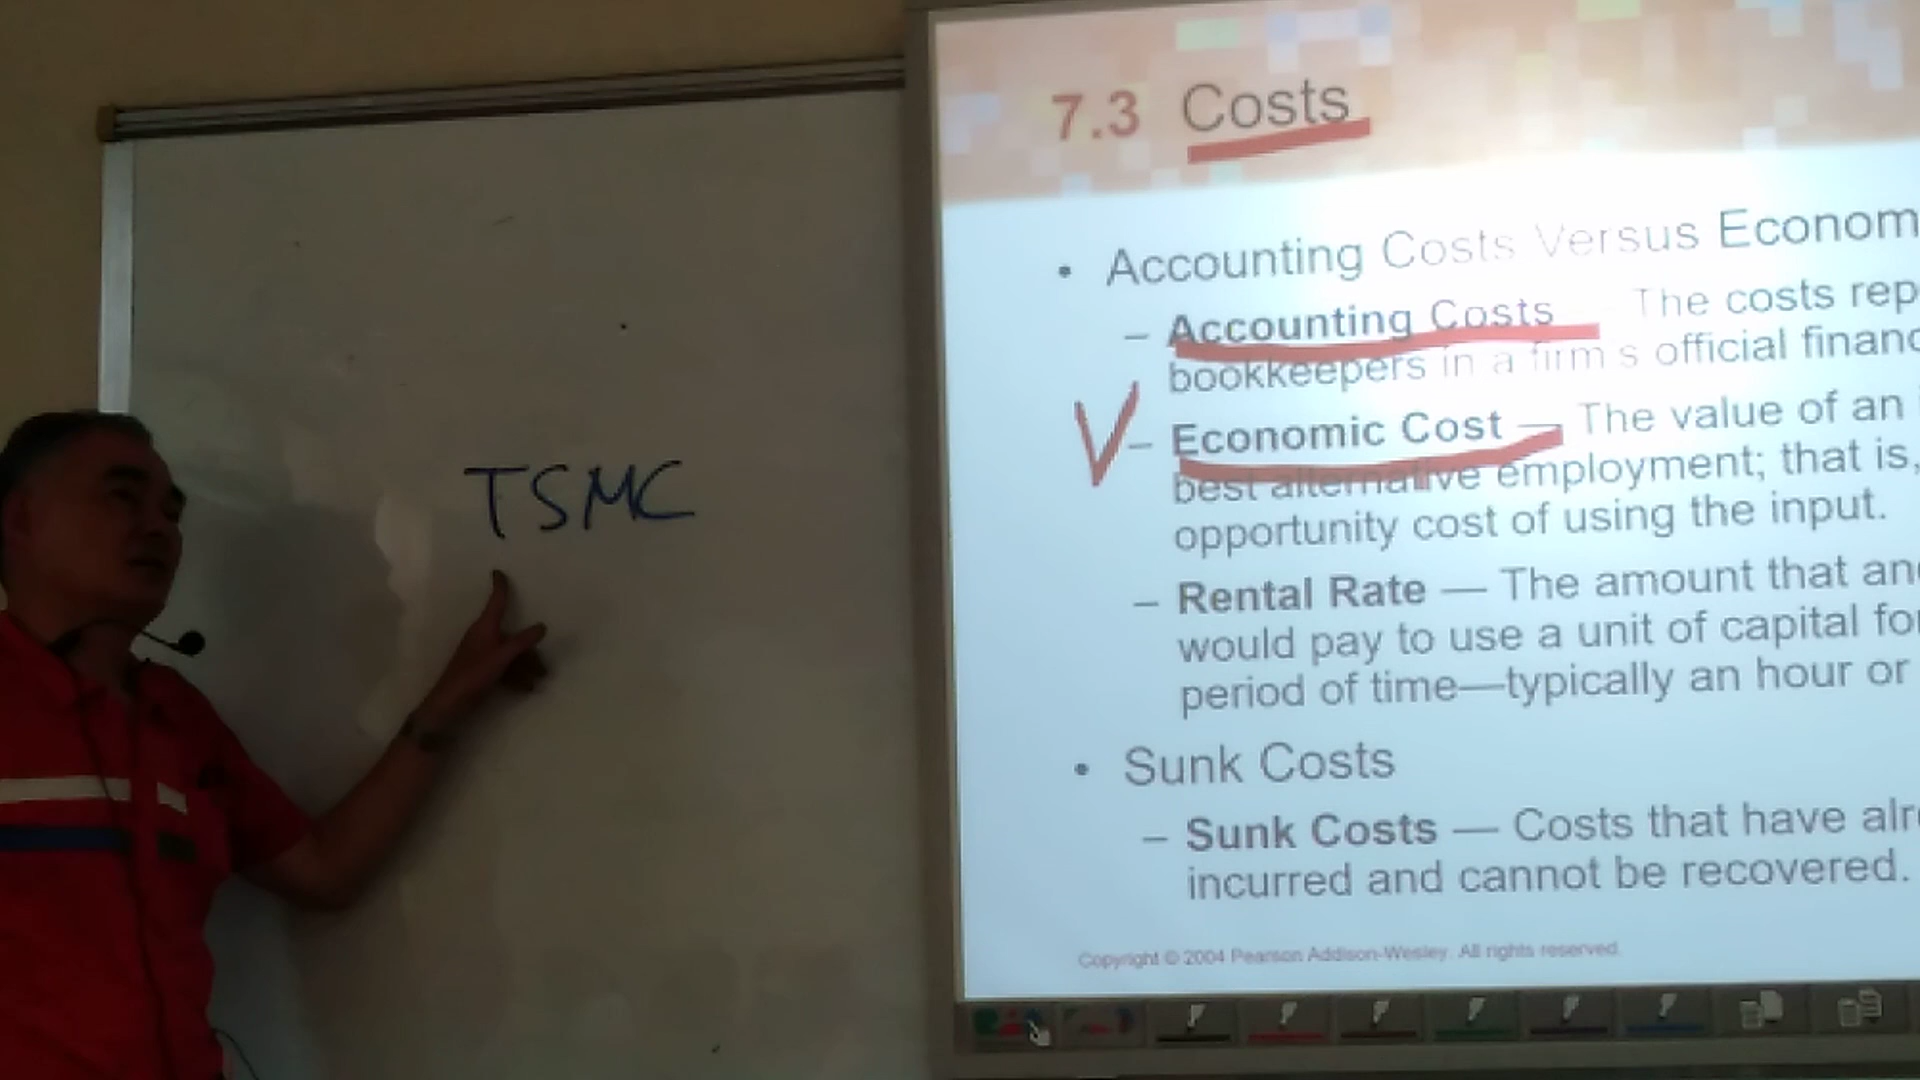 TSMC
7.3 Costs
• Accounting Costs Versus Econom
– Accounting Costs The costs rep
bookkeepers in a firm s official financ
V
– Economic Cost — The value of an
best alternative employment; that is,
opportunity cost of using the input.
– Rental Rate — The amount that
would pay to use a unit of capital for
period of time—typically an hour or
• Sunk Costs
– Sunk Costs — Costs that have alr
incurred and cannot be recovered.
Copyright © 2004 Pearson Addison-Wesley. All rights reserved.